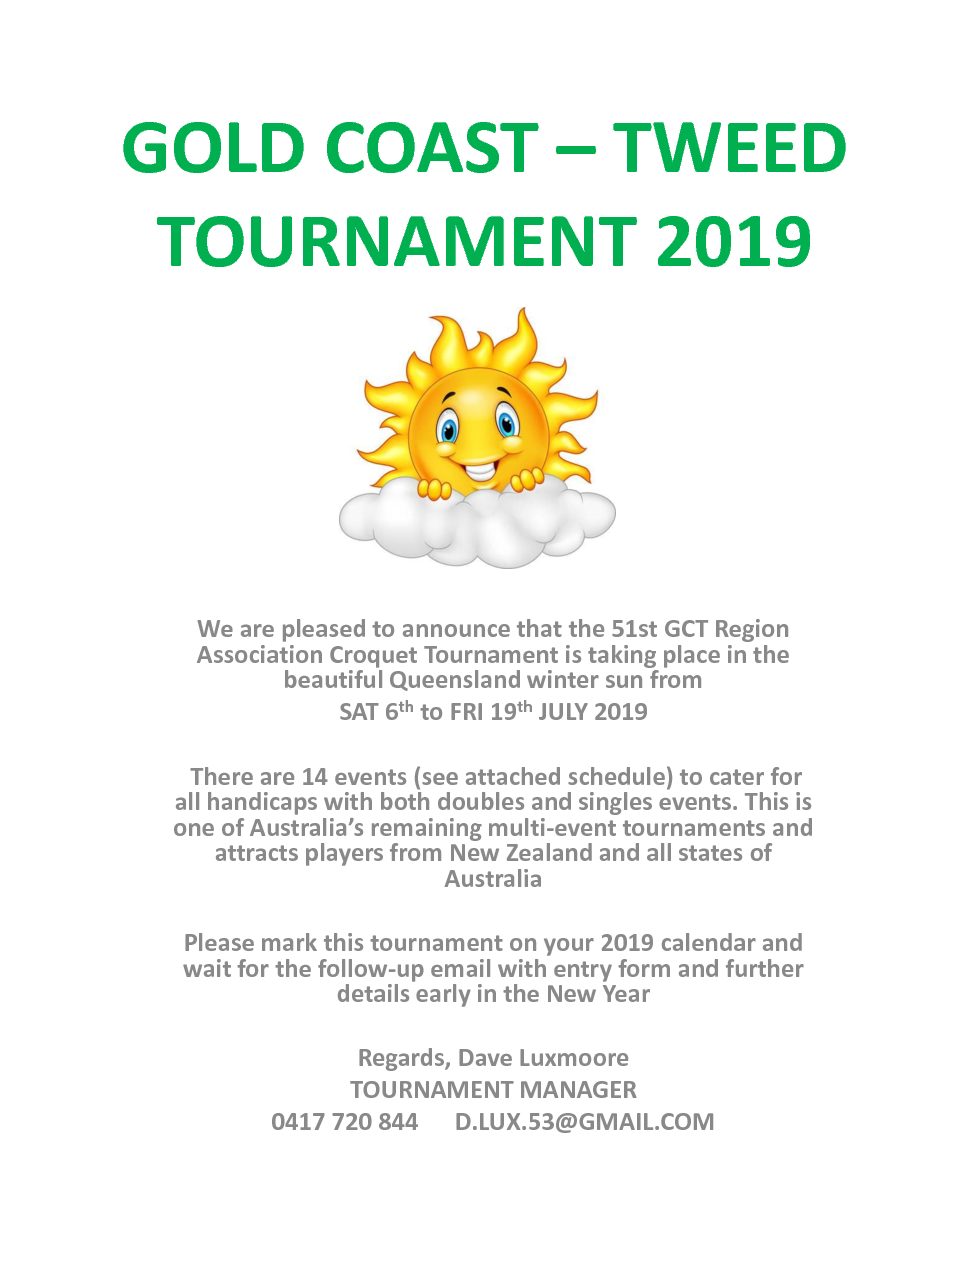 GOLD COAST – TWEED
TOURNAMENT 2019
We are pleased to announce that the 51st GCT Region
Association Croquet Tournament is taking place in the
beautiful Queensland winter sun from
SAT 6th to FRI 19th JULY 2019
There are 14 events (see attached schedule) to cater for
all handicaps with both doubles and singles events. This is
one of Australia’s remaining multi-event tournaments and
attracts players from New Zealand and all states of
Australia
Please mark this tournament on your 2019 calendar and
wait for the follow-up email with entry form and further
details early in the New Year
Regards, Dave Luxmoore
TOURNAMENT MANAGER
0417 720 844 D.LUX.53@GMAIL.COM